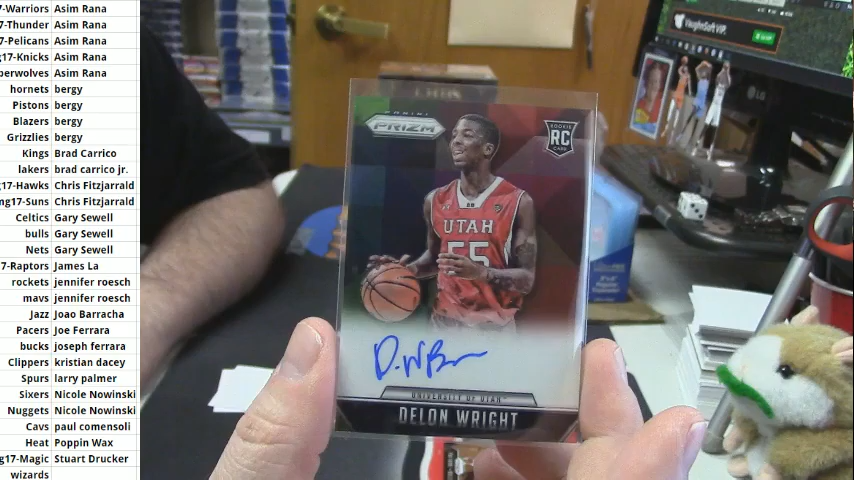 7-Warriors Asim Rana
17-Thunder Asim Rana
7-Pelicans Asim Rana
g17-Knicks Asim Rana
berwolves Asim Rana
hornets bergy
Pistons bergy
Blazers bergy
Grizzlies bergy
Kings Brad Carrico
lakers brad carrico jr.
g17-Hawks Chris Fitzjarrald
ng17-Suns Chris Fitzjarrald
Celtics Gary Sewell
bulls Gary Sewell
Nets Gary Sewell
7-Raptors James La
rockets jennifer roesch
mavs jennifer roesch
Jazz Joao Barracha
Pacers Joe Ferrara
bucks joseph ferrara
Clippers kristian dacey
Spurs larry palmer
Sixers Nicole Nowinski
Nuggets Nicole Nowinski
Cavs paul comensoli
Heat Poppin Wax
g17-Magic Stuart Drucker
wizards
VaughnSoft VIP.
LG
PANINI
PRIZM
ROOKIE
RC
CARD
UTAH
55
D. W
UNIVERSITY OF UTAH
DELON WRIGHT